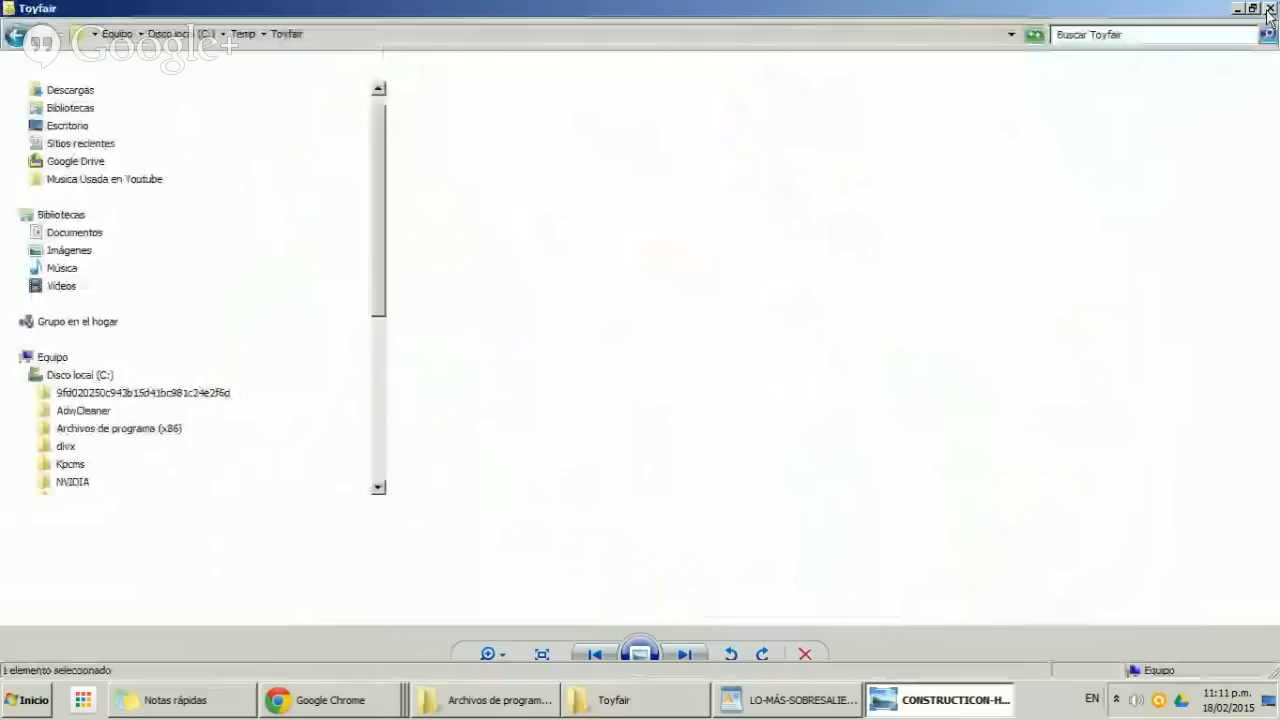 Toyfair
Google+
Equipo Disco local (C:) Temp Toyfair
Buscar Toyfair
Descargas
Bibliotecas
Escritorio
Sitios recientes
Google Drive
Musica Usada en Youtube
Bibliotecas
Documentos
Imágenes
Música
Vídeos
Grupo en el hogar
Equipo
Disco local (C:)
9fd020250c943b15d41bc981c24e2f6d
AdwCleaner
Archivos de programa (x86)
divx
Kpcms
NVIDIA
1 elemento seleccionado
Equipo
Inicio
Notas rápidas
Google Chrome
Archivos de program...
Toyfair
LO-MÁS-SOBRESALIE...
CONSTRUCTICON-H...
EN
11:11 p.m.
18/02/2015